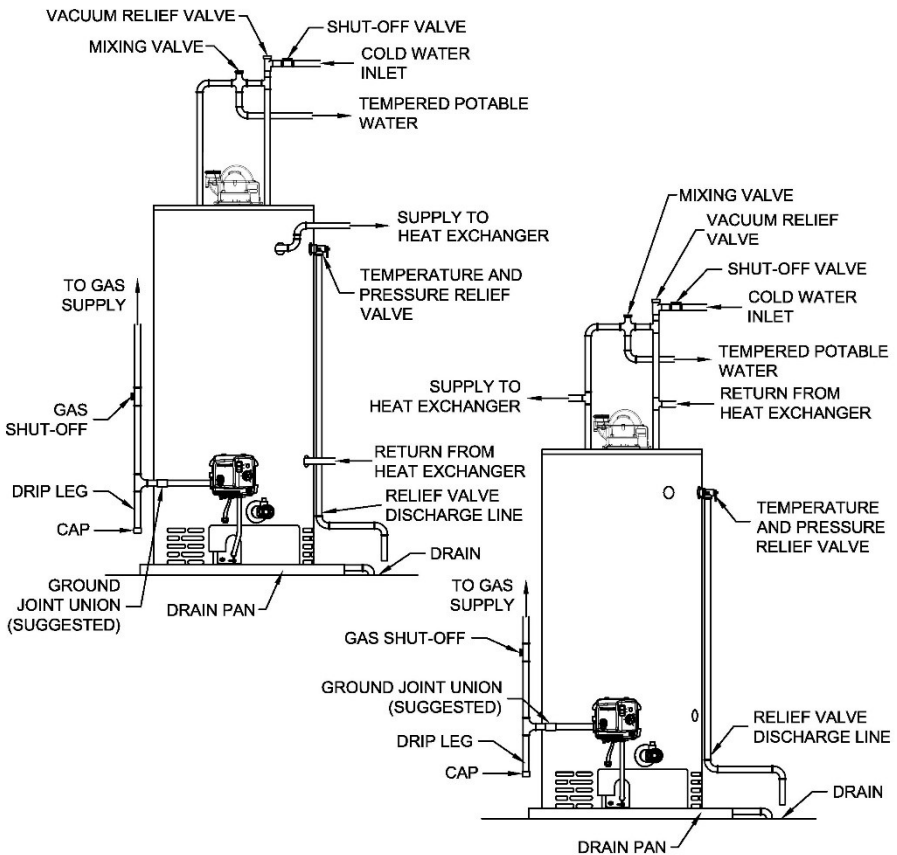 VACUUM RELIEF VALVE
SHUT-OFF VALVE
MIXING VALVE
COLD WATER
INLET
TEMPERED POTABLE
WATER
SUPPLY TO
HEAT EXCHANGER
TO GAS
SUPPLY
TEMPERATURE AND
PRESSURE RELIEF
VALVE
GAS
SHUT-OFF
RETURN FROM
HEAT EXCHANGER
DRIP LEG
RELIEF VALVE
DISCHARGE LINE
CAP
DRAIN
GROUND
JOINT UNION
(SUGGESTED)
DRAIN PAN
MIXING VALVE
VACUUM RELIEF
VALVE
SHUT-OFF VALVE
COLD WATER
INLET
TEMPERED POTABLE
WATER
SUPPLY TO
HEAT EXCHANGER
RETURN FROM
HEAT EXCHANGER
TEMPERATURE
AND PRESSURE
RELIEF VALVE
TO GAS
SUPPLY
GAS SHUT-OFF
GROUND JOINT UNION
(SUGGESTED)
DRIP LEG
RELIEF VALVE
DISCHARGE LINE
CAP
DRAIN
DRAIN PAN